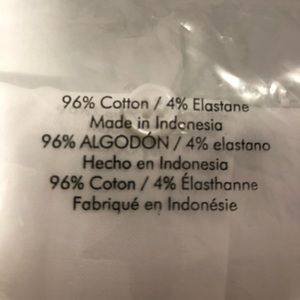 96% Cotton / 4% Elastane
Made in Indonesia
96% ALGODÓN / 4% elastano
Hecho en Indonesia
96% Coton / 4% Élasthanne
Fabriqué en Indonésie